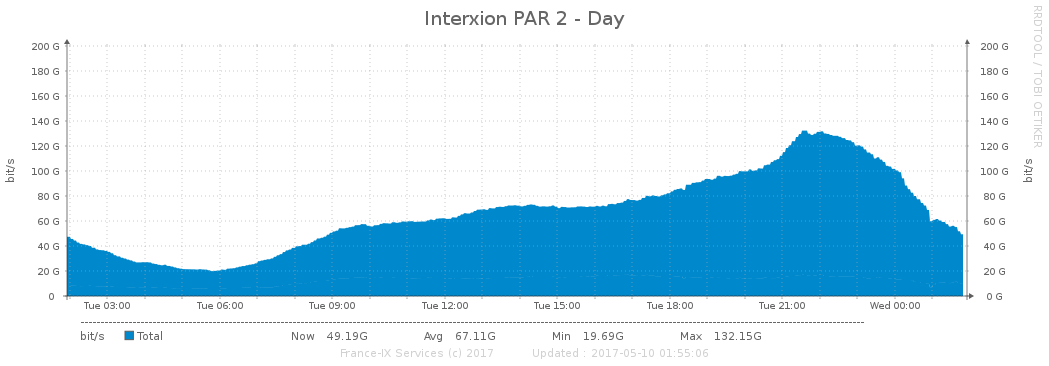 Interxion PAR 2 - Day
RRDTOOL / TOBI OETIKER
200 G 200 G
180 G 180 G
160 G 160 G
140 G 140 G
120 G 120 G
100 G 100 G
80 G 80 G
60 G 60 G
40 G 40 G
20 G 20 G
0 0 G
bit/s
bit/s
Tue 03:00 Tue 06:00 Tue 09:00 Tue 12:00 Tue 15:00 Tue 18:00 Tue 21:00 Wed 00:00
bit/s Total Now 49.19G Avg 67.11G Min 19.69G Max 132.15G
France-IX Services (c) 2017 Updated : 2017-05-10 01:55:06